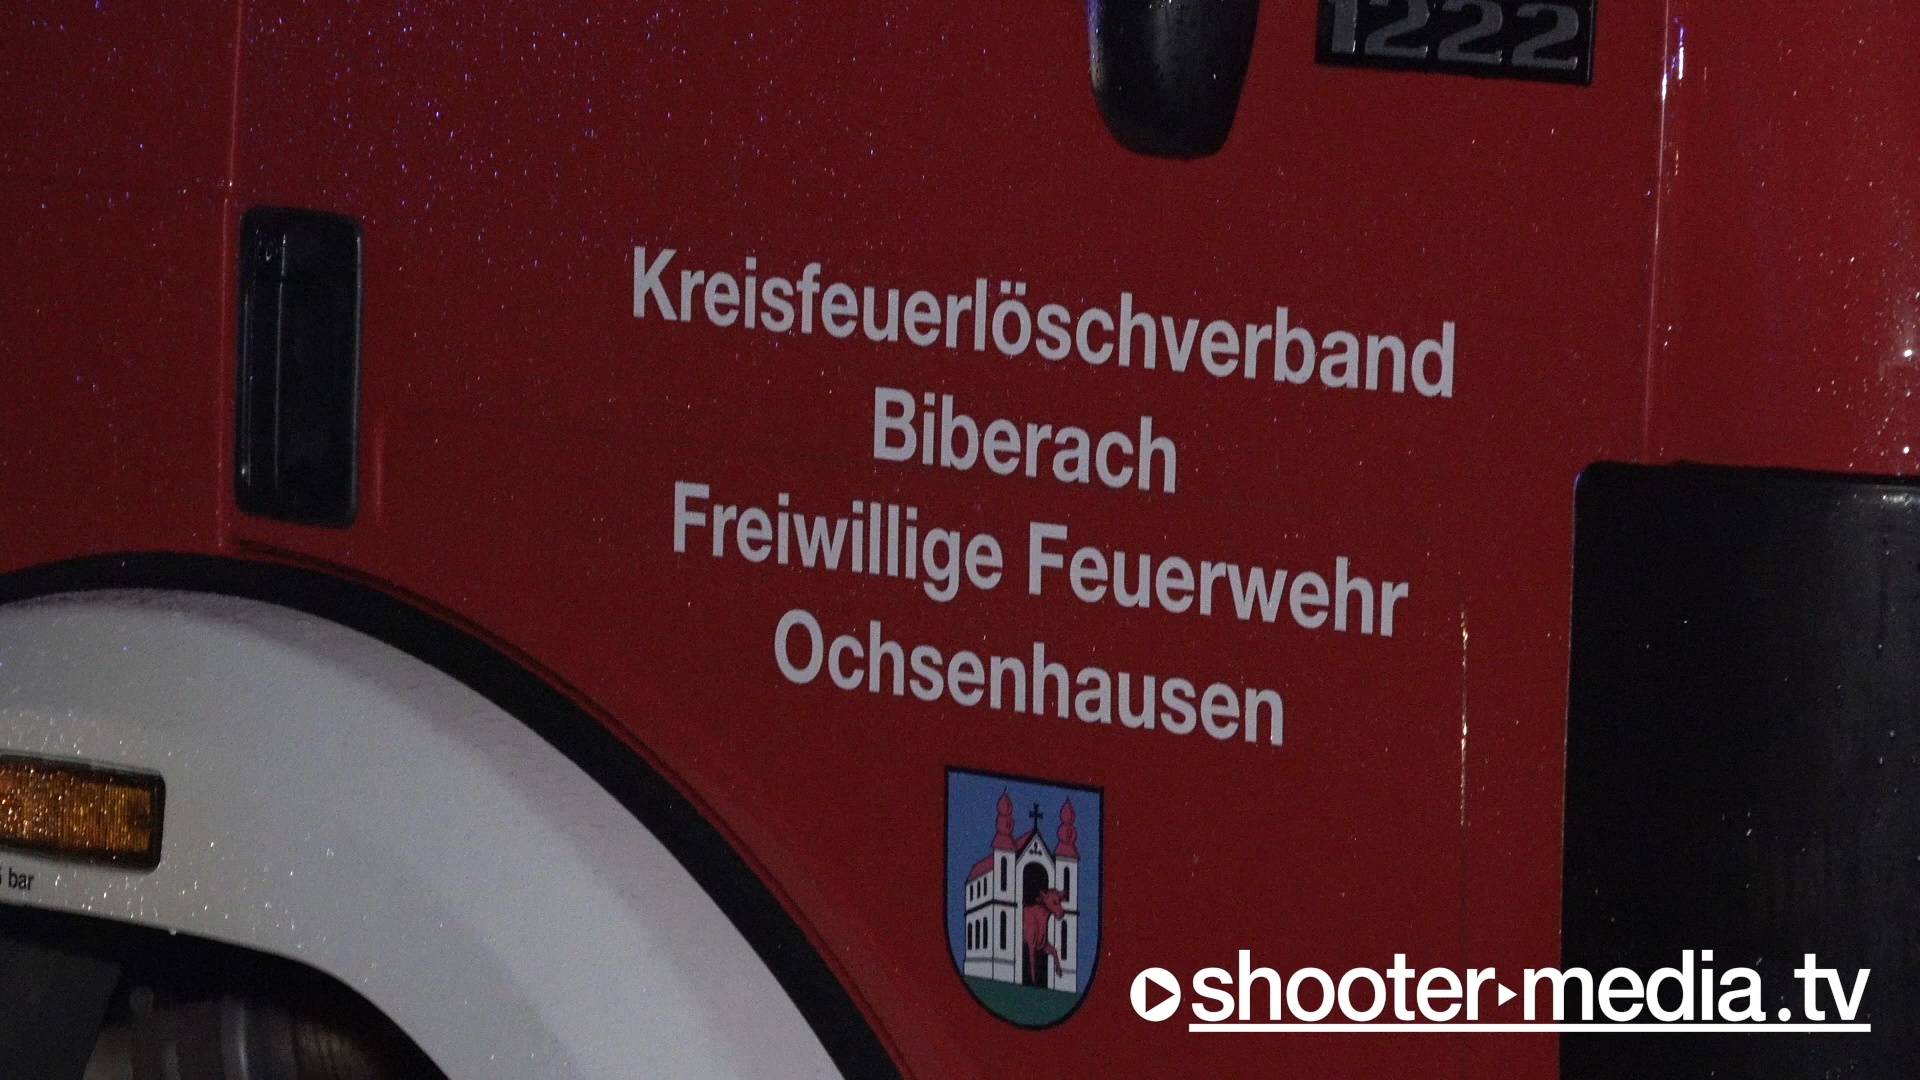 1222
Kreisfeuerlöschverband
Biberach
Freiwillige Feuerwehr
Ochsenhausen
bar
shooter-media.tv